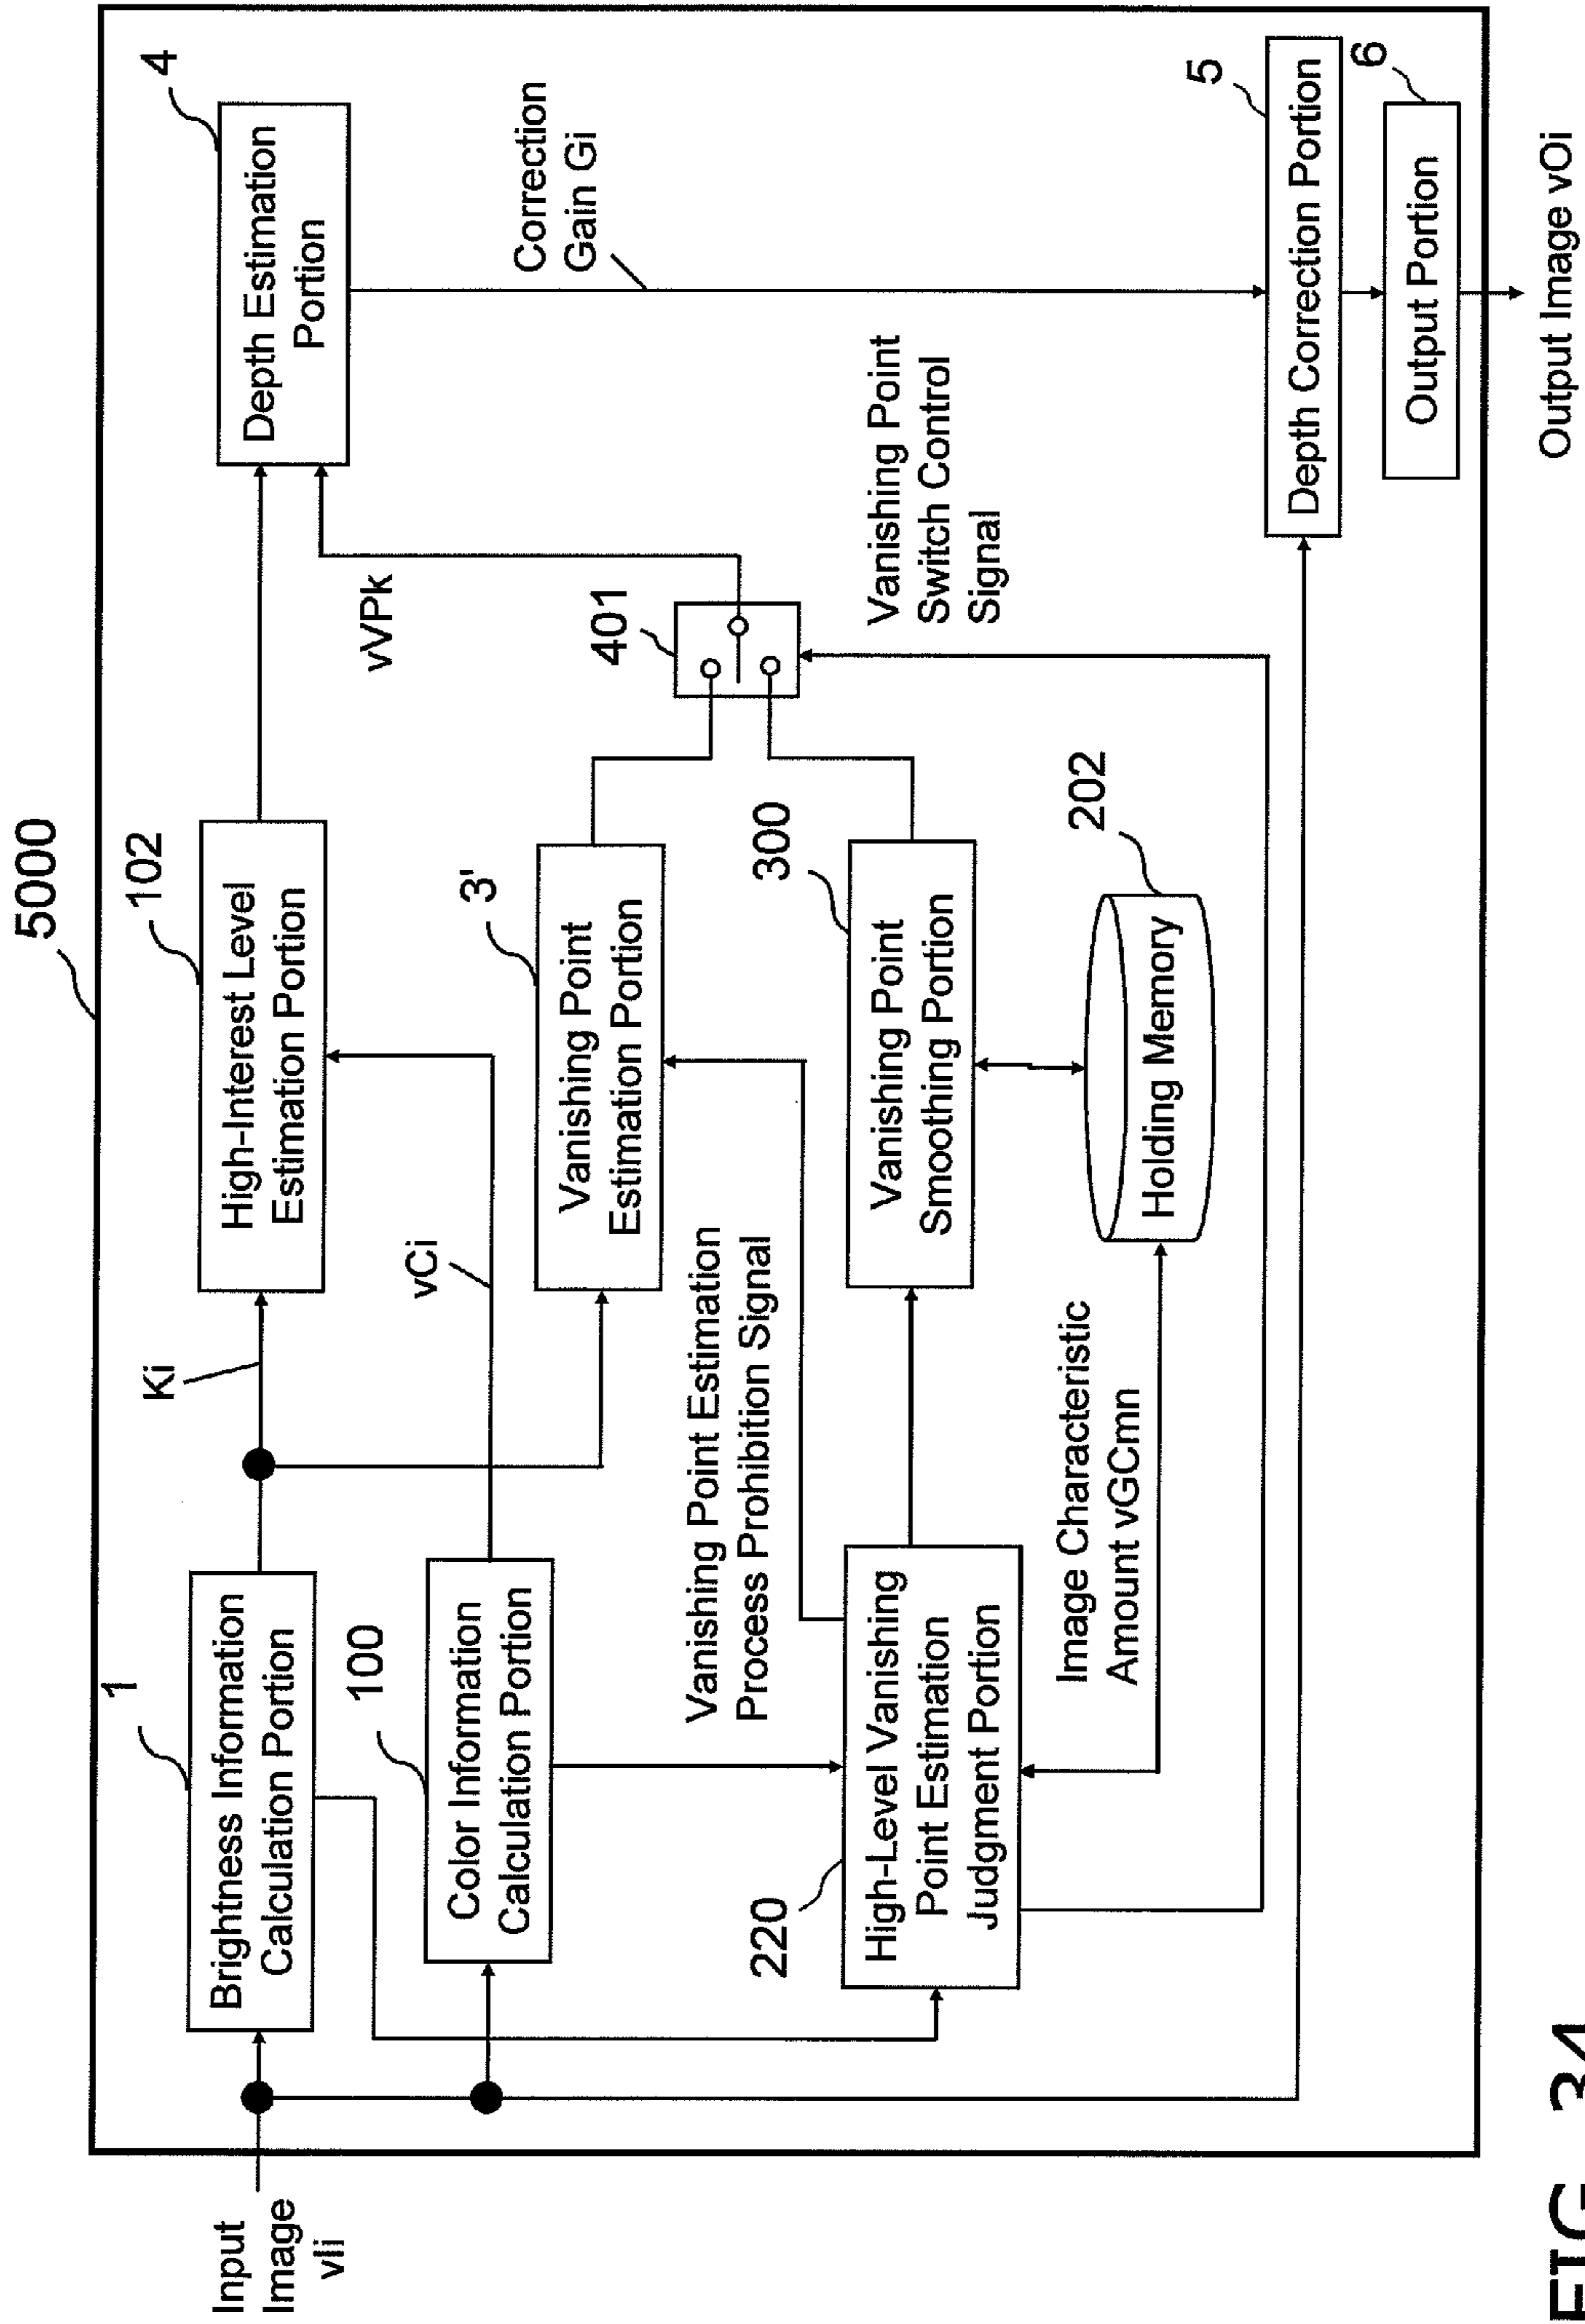 5000
Input
Image
vIi
1
Brightness Information
Calculation Portion
Ki
102
High-Interest Level
Estimation Portion
4
Depth Estimation
Portion
100
Color Information
Calculation Portion
vCi
3'
Vanishing Point
Estimation Portion
vVPk
401
Correction
Gain Gi
Vanishing Point Estimation
Process Prohibition Signal
220
High-Level Vanishing
Point Estimation
Judgment Portion
300
Vanishing Point
Smoothing Portion
Vanishing Point
Switch Control
Signal
Image Characteristic
Amount vGCmn
202
Holding Memory
5
Depth Correction Portion
6
Output Portion
Output Image vOi
FIG. 34